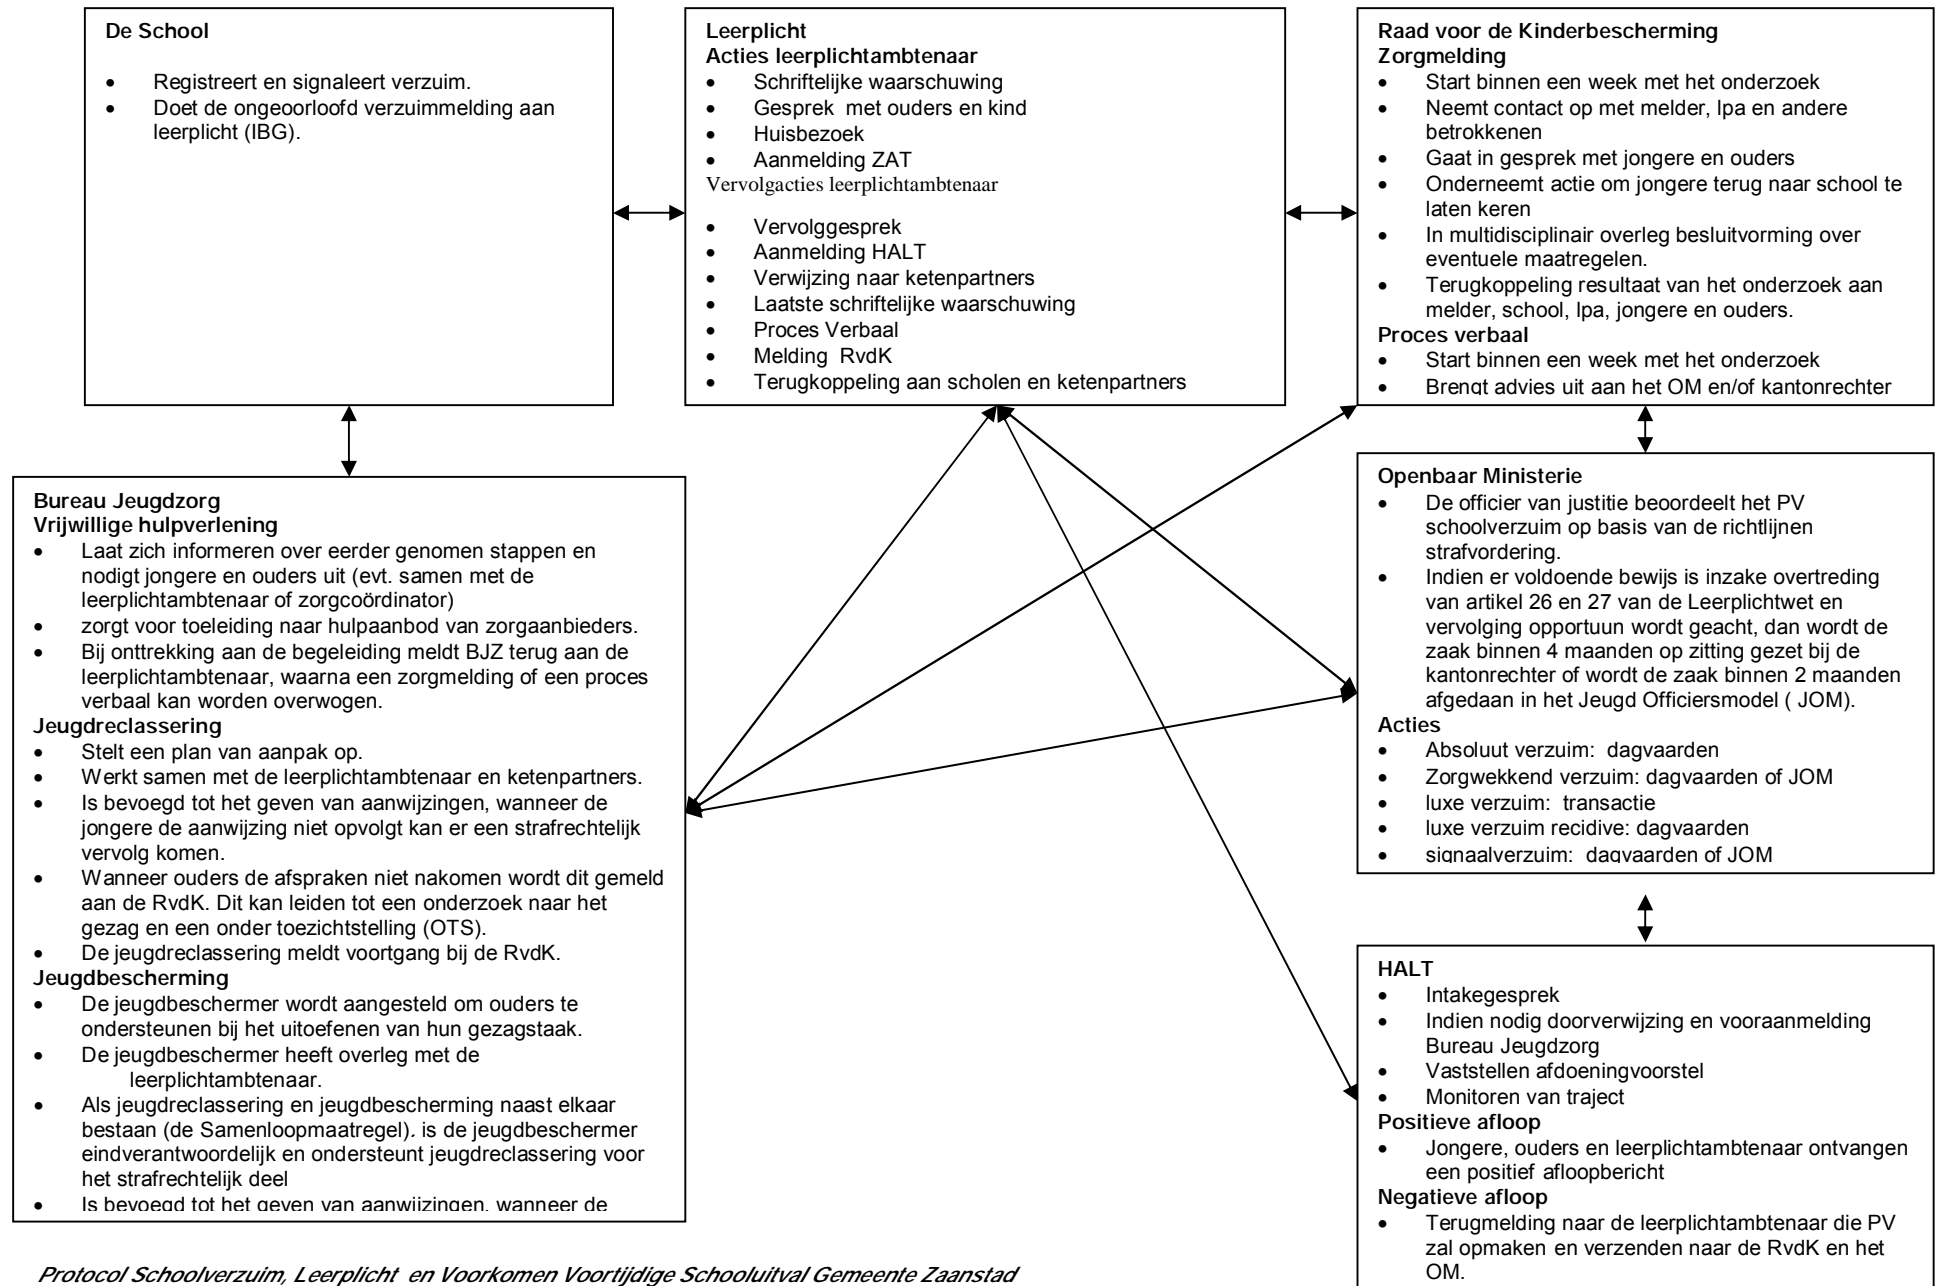 De School
• Registreert en signaleert verzuim.
• Doet de ongeoorloofd verzuimmelding aan
leerplicht (IBG).
Leerplicht
Acties leerplichtambtenaar
• Schriftelijke waarschuwing
• Gesprek met ouders en kind
• Huisbezoek
• Aanmelding ZAT
Vervolgacties leerplichtambtenaar
• Vervolggesprek
• Aanmelding HALT
• Verwijzing naar ketenpartners
• Laatste schriftelijke waarschuwing
• Proces Verbaal
• Melding RvdK
• Terugkoppeling aan scholen en ketenpartners
Raad voor de Kinderbescherming
Zorgmelding
• Start binnen een week met het onderzoek
• Neemt contact op met melder, lpa en andere
betrokkenen
• Gaat in gesprek met jongere en ouders
• Onderneemt actie om jongere terug naar school te
laten keren
• In multidisciplinair overleg besluitvorming over
eventuele maatregelen.
• Terugkoppeling resultaat van het onderzoek aan
melder, school, lpa, jongere en ouders.
Proces verbaal
• Start binnen een week met het onderzoek
• Brengt advies uit aan het OM en/of kantonrechter
Bureau Jeugdzorg
Vrijwillige hulpverlening
• Laat zich informeren over eerder genomen stappen en
nodigt jongere en ouders uit (evt. samen met de
leerplichtambtenaar of zorgcoördinator)
• zorgt voor toeleiding naar hulpaanbod van zorgaanbieders.
• Bij onttrekking aan de begeleiding meldt BJZ terug aan de
leerplichtambtenaar, waarna een zorgmelding of een proces
verbaal kan worden overwogen.
Jeugdreclassering
• Stelt een plan van aanpak op.
• Werkt samen met de leerplichtambtenaar en ketenpartners.
• Is bevoegd tot het geven van aanwijzingen, wanneer de
jongere de aanwijzing niet opvolgt kan er een strafrechtelijk
vervolg komen.
• Wanneer ouders de afspraken niet nakomen wordt dit gemeld
aan de RvdK. Dit kan leiden tot een onderzoek naar het
gezag en een onder toezichtstelling (OTS).
• De jeugdreclassering meldt voortgang bij de RvdK.
Jeugdbescherming
• De jeugdbeschermer wordt aangesteld om ouders te
ondersteunen bij het uitoefenen van hun gezagstaak.
• De jeugdbeschermer heeft overleg met de
leerplichtambtenaar.
• Als jeugdreclassering en jeugdbescherming naast elkaar
bestaan (de Samenloopmaatregel). is de jeugdbeschermer
eindverantwoordelijk en ondersteunt jeugdreclassering voor
het strafrechtelijk deel
• Is bevoegd tot het geven van aanwijzingen, wanneer de
Openbaar Ministerie
• De officier van justitie beoordeelt het PV
schoolverzuim op basis van de richtlijnen
strafvordering.
• Indien er voldoende bewijs is inzake overtreding
van artikel 26 en 27 van de Leerplichtwet en
vervolging opportuun wordt geacht, dan wordt de
zaak binnen 4 maanden op zitting gezet bij de
kantonrechter of wordt de zaak binnen 2 maanden
afgedaan in het Jeugd Officiersmodel ( JOM).
Acties
• Absoluut verzuim: dagvaarden
• Zorgwekkend verzuim: dagvaarden of JOM
• luxe verzuim: transactie
• luxe verzuim recidive: dagvaarden
• signaalverzuim: dagvaarden of JOM
HALT
• Intakegesprek
• Indien nodig doorverwijzing en vooraanmelding
Bureau Jeugdzorg
• Vaststellen afdoeningvoorstel
• Monitoren van traject
Positieve afloop
• Jongere, ouders en leerplichtambtenaar ontvangen
een positief afloopbericht
Negatieve afloop
• Terugmelding naar de leerplichtambtenaar die PV
zal opmaken en verzenden naar de RvdK en het
OM.
Protocol Schoolverzuim, Leerplicht en Voorkomen Voortijdige Schooluitval Gemeente Zaanstad